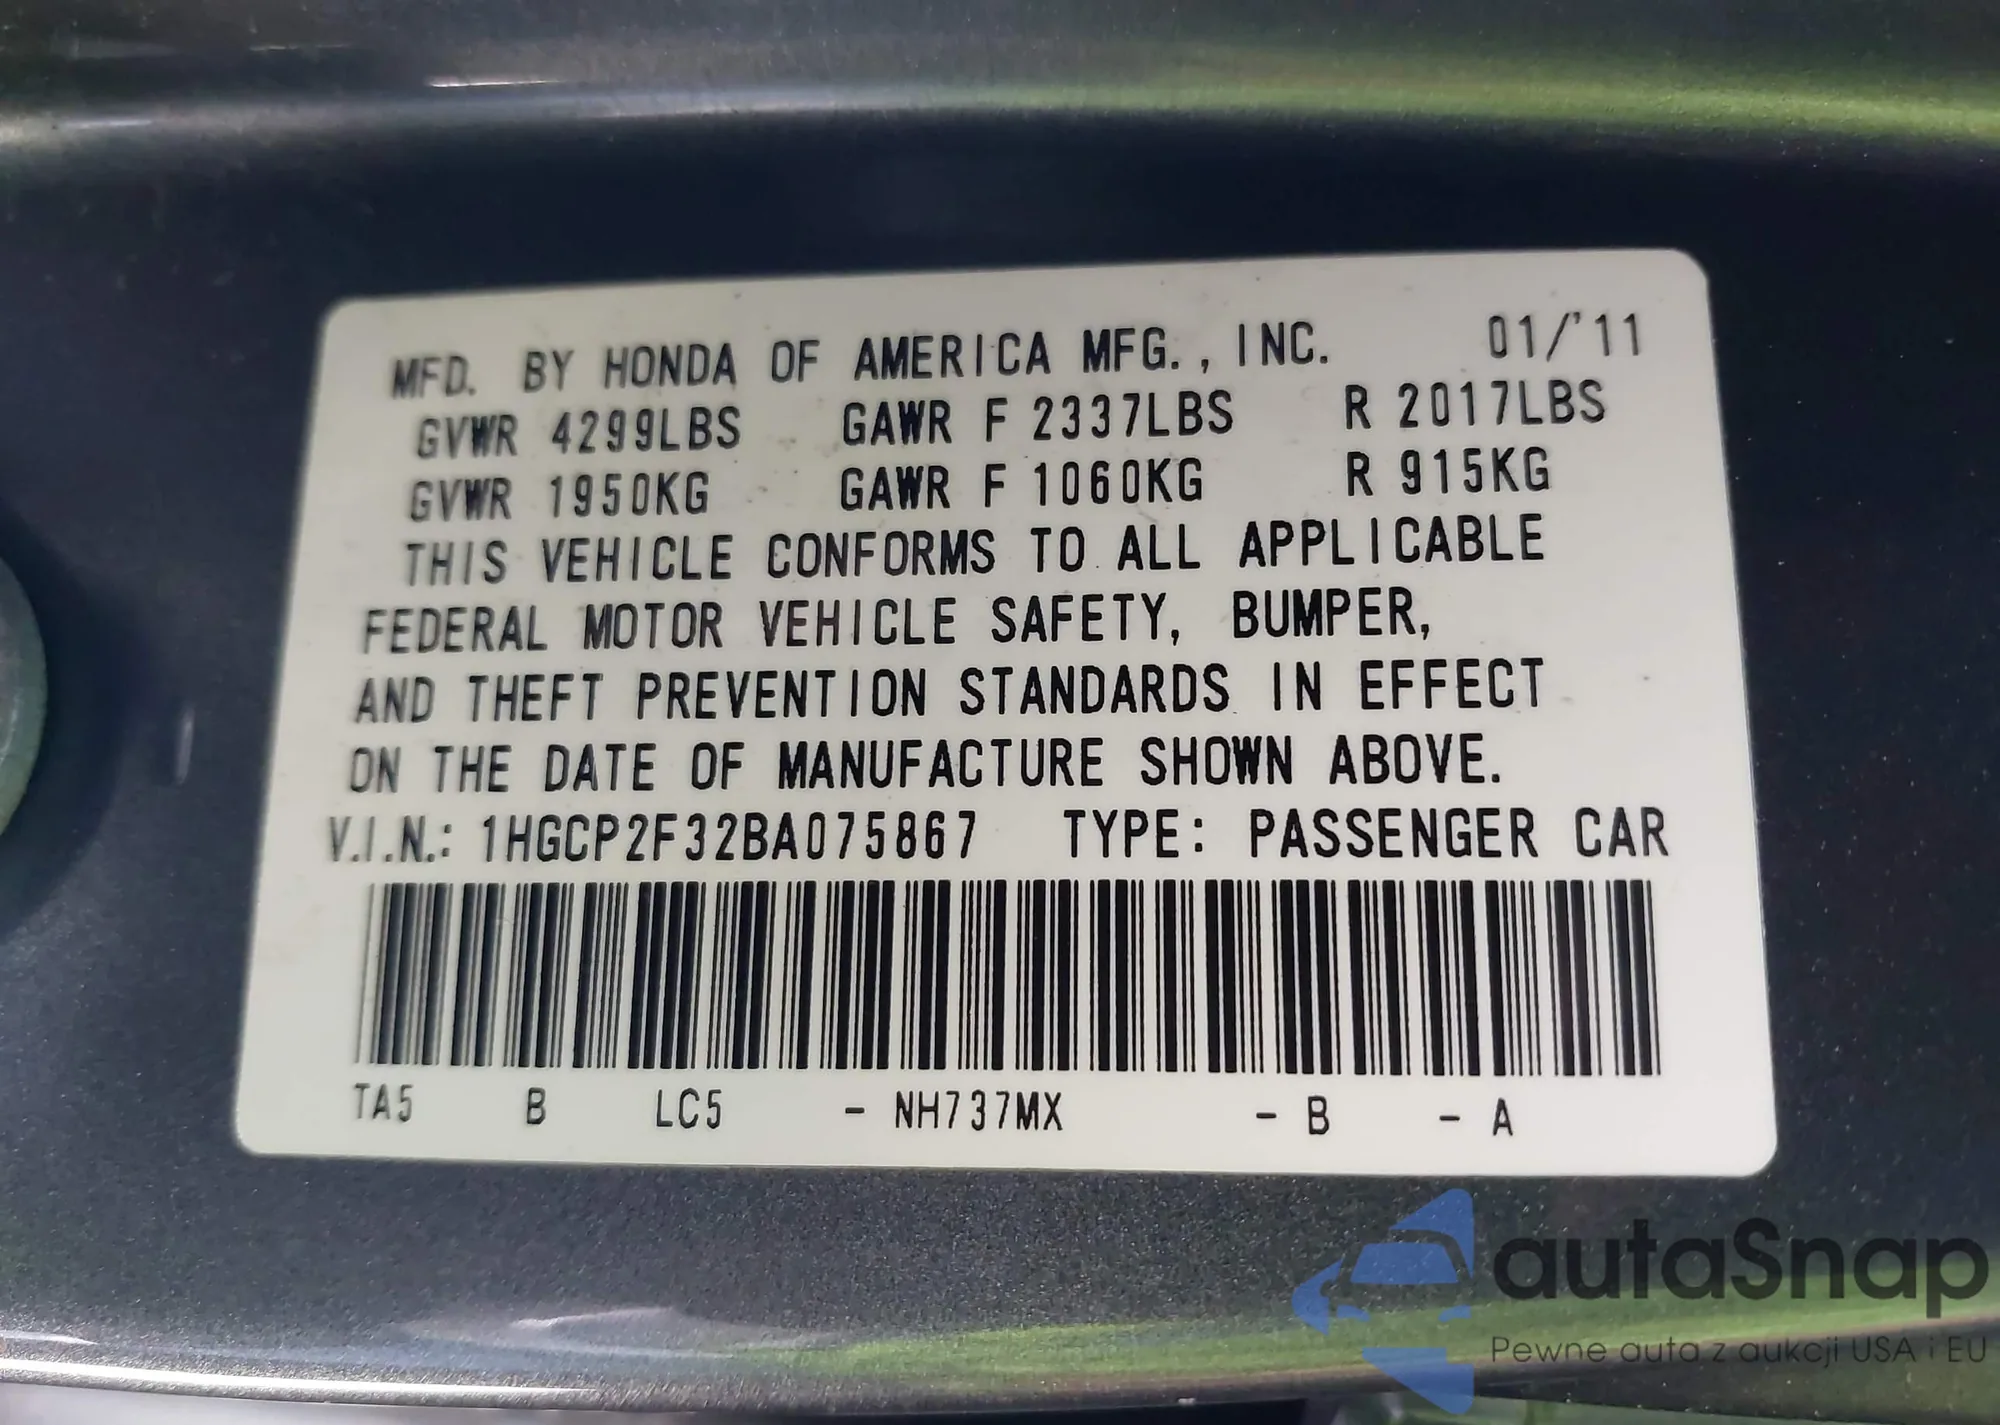 MFD. BY HONDA OF AMERICA MFG., INC. 01/'11
GVWR 4299LBS GAWR F 2337LBS R 2017LBS
GVWR 1950KG GAWR F 1060KG R 915KG
THIS VEHICLE CONFORMS TO ALL APPLICABLE
FEDERAL MOTOR VEHICLE SAFETY, BUMPER,
AND THEFT PREVENTION STANDARDS IN EFFECT
ON THE DATE OF MANUFACTURE SHOWN ABOVE.
V.I.N.: 1HGCP2F32BA075867 TYPE: PASSENGER CAR
TA5 B LC5 - NH737MX - B - A
autaSnap
Pewne auta z aukcji USA i EU